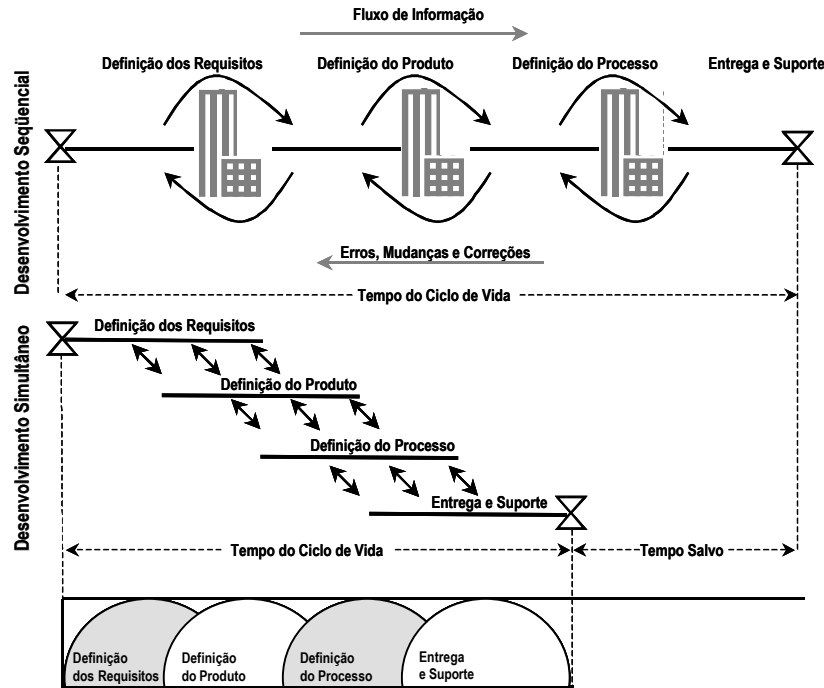 Fluxo de Informação
Definição dos Requisitos
Definição do Produto
Definição do Processo
Entrega e Suporte
Desenvolvimento Seqüencial
Erros, Mudanças e Correções
Tempo do Ciclo de Vida
Desenvolvimento Simultâneo
Definição dos Requisitos
Definição do Produto
Definição do Processo
Entrega e Suporte
Tempo do Ciclo de Vida
Tempo Salvo
Definição
dos Requisitos
Definição
do Produto
Definição
do Processo
Entrega
e Suporte